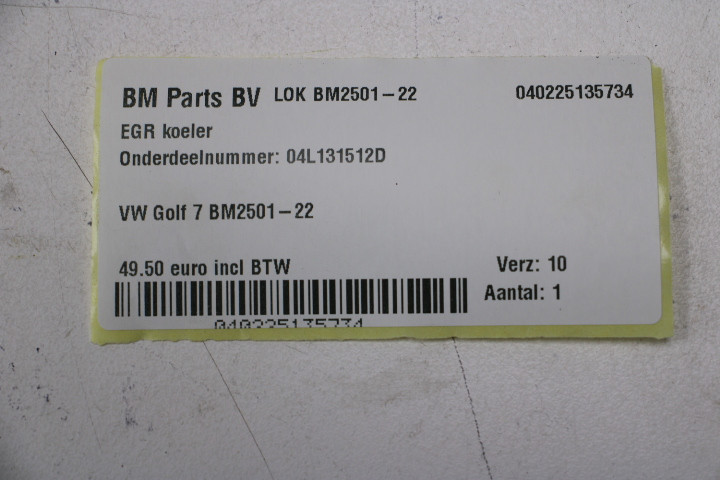 BM Parts BV LOK BM2501-22 040225135734
EGR koeler
Onderdeelnummer: 04L131512D
VW Golf 7 BM2501-22
49.50 euro incl BTW Verz: 10
Aantal: 1
040225135734